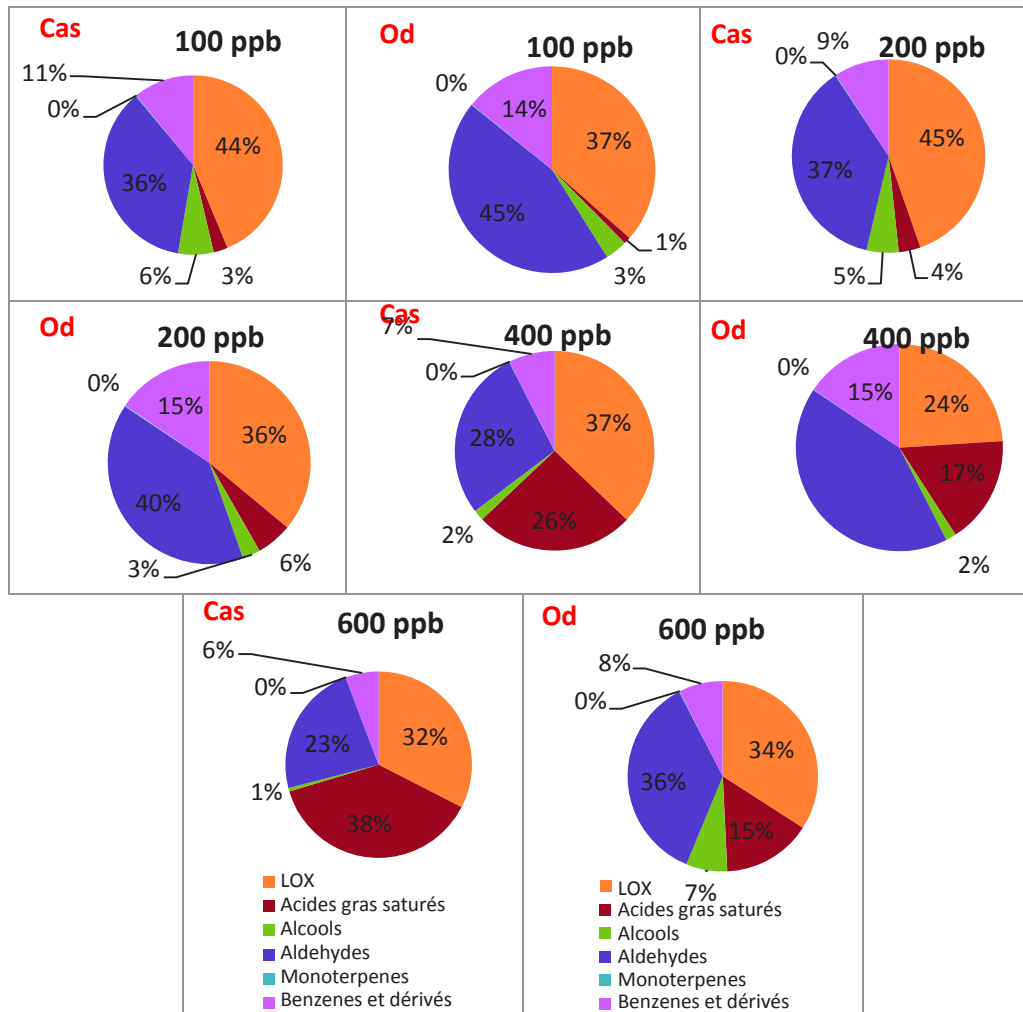 Cas
100 ppb
11%
0%
44%
36%
6%
3%
Od
100 ppb
0%
14%
37%
45%
1%
3%
Cas
200 ppb
0%
9%
45%
37%
5%
4%
Od
200 ppb
0%
15%
36%
40%
3%
6%
Cas
400 ppb
7%
0%
37%
28%
26%
2%
Od
400 ppb
0%
15%
24%
17%
2%
Cas
600 ppb
6%
0%
32%
23%
1%
38%
LOX
Acides gras saturés
Alcools
Aldehydes
Monoterpenes
Benzenes et dérivés
Od
600 ppb
8%
0%
34%
36%
15%
7%
LOX
Acides gras saturés
Alcools
Aldehydes
Monoterpenes
Benzenes et dérivés